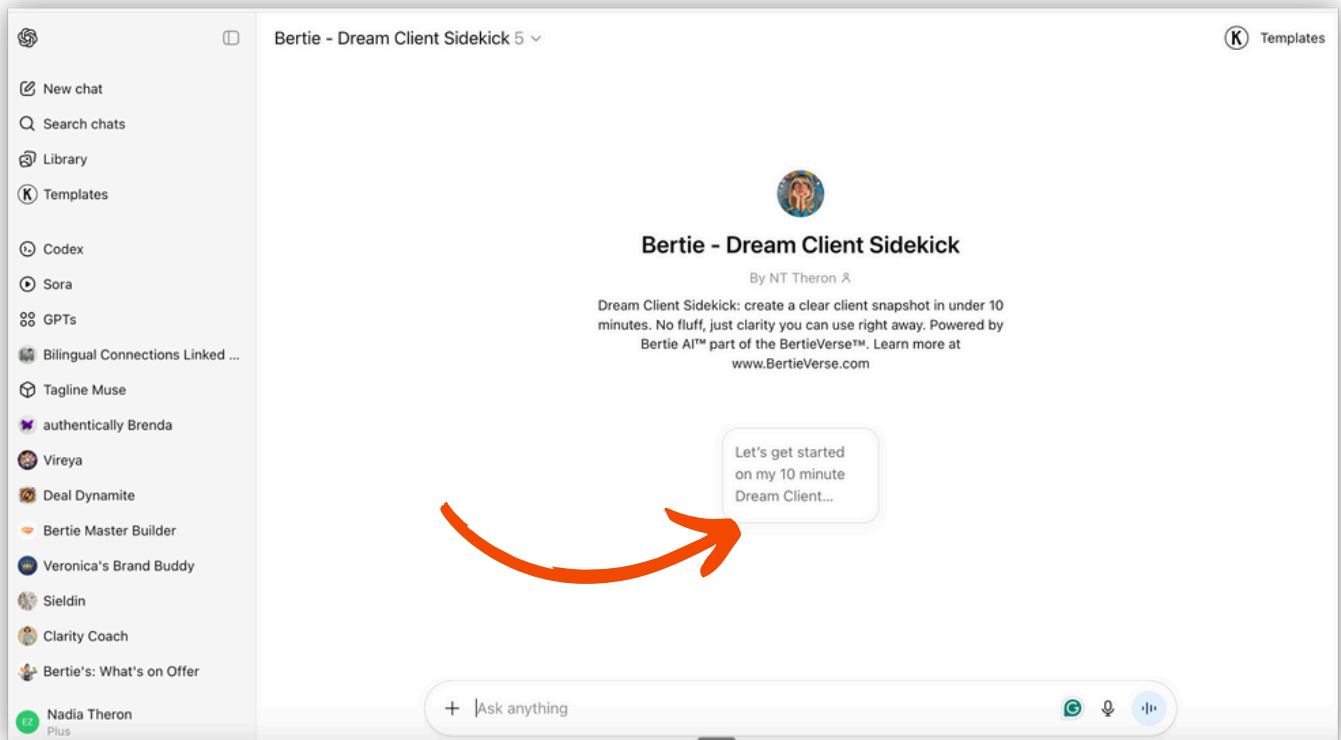 Bertie - Dream Client Sidekick 5
K Templates
New chat
Search chats
Library
K Templates
Codex
Sora
GPTs
Bilingual Connections Linked ...
Tagline Muse
authentically Brenda
Vireya
Deal Dynamite
Bertie Master Builder
Veronica's Brand Buddy
Sieldin
Clarity Coach
Bertie's: What's on Offer
EZ Nadia Theron
Plus
Bertie - Dream Client Sidekick
By NT Theron
Dream Client Sidekick: create a clear client snapshot in under 10
minutes. No fluff, just clarity you can use right away. Powered by
Bertie AI™ part of the BertieVerse™. Learn more at
www.BertieVerse.com
Let's get started
on my 10 minute
Dream Client...
Ask anything